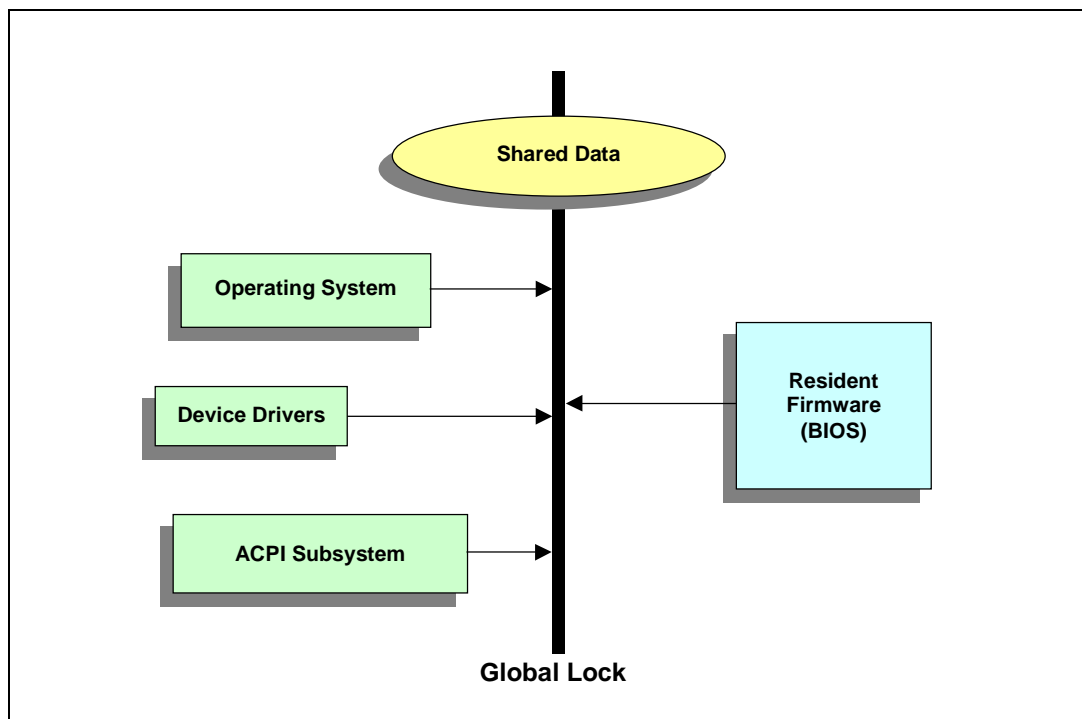 Shared Data
Operating System
Device Drivers
Resident
Firmware
(BIOS)
ACPI Subsystem
Global Lock